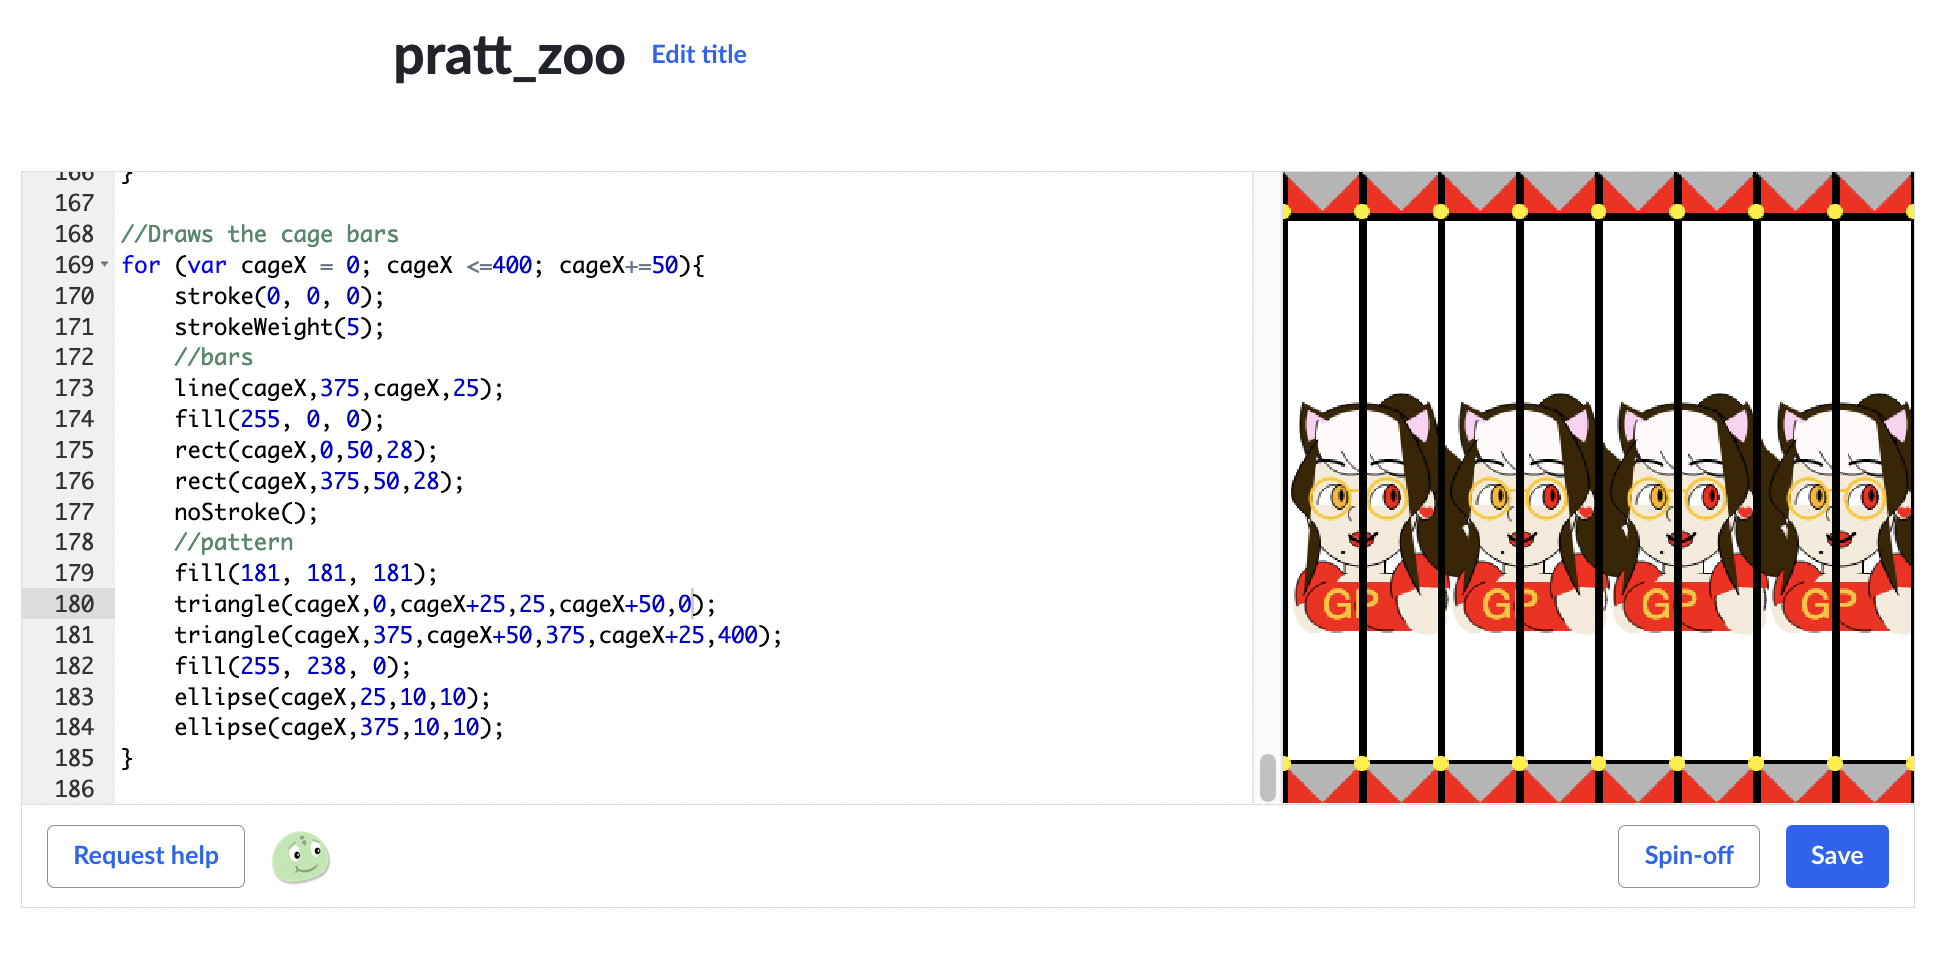 pratt_zoo Edit title
166 }
167
168 //Draws the cage bars
169 for (var cageX = 0; cageX <=400; cageX+=50){
170 stroke(0, 0, 0);
171 strokeWeight(5);
172 //bars
173 line(cageX,375,cageX,25);
174 fill(255, 0, 0);
175 rect(cageX,0,50,28);
176 rect(cageX,375,50,28);
177 noStroke();
178 //pattern
179 fill(181, 181, 181);
180 triangle(cageX,0,cageX+25,25,cageX+50,0);
181 triangle(cageX,375,cageX+50,375,cageX+25,400);
182 fill(255, 238, 0);
183 ellipse(cageX,25,10,10);
184 ellipse(cageX,375,10,10);
185 }
186
GP GP GP GP
Request help Spin-off Save